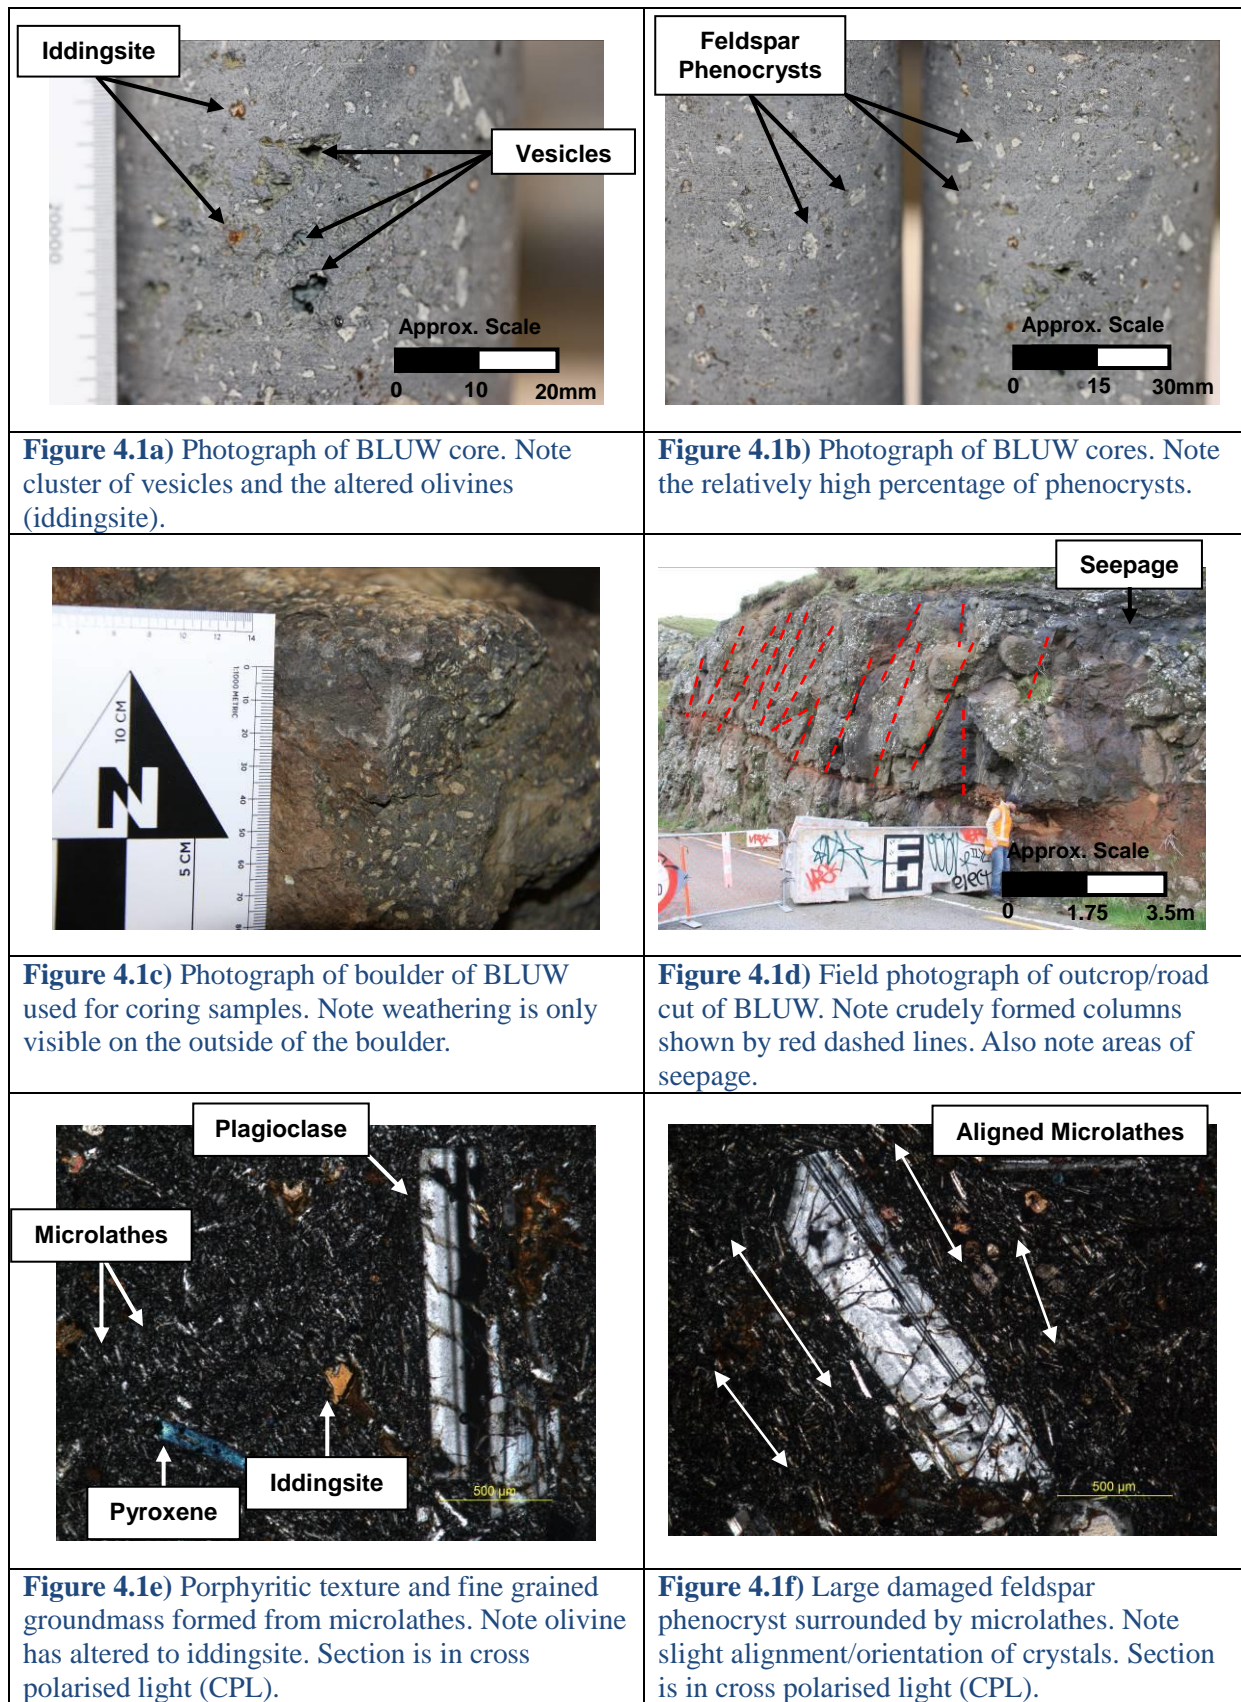 Iddingsite
Vesicles
Approx. Scale
0 10 20mm
Feldspar
Phenocrysts
Approx. Scale
0 15 30mm
Figure 4.1a) Photograph of BLUW core. Note
cluster of vesicles and the altered olivines
(iddingsite).
Figure 4.1b) Photograph of BLUW cores. Note
the relatively high percentage of phenocrysts.
10 CM
N
5 CM
1:1000 METRIC
Seepage
Approx. Scale
0 1.75 3.5m
Figure 4.1c) Photograph of boulder of BLUW
used for coring samples. Note weathering is only
visible on the outside of the boulder.
Figure 4.1d) Field photograph of outcrop/road
cut of BLUW. Note crudely formed columns
shown by red dashed lines. Also note areas of
seepage.
Plagioclase
Microlathes
Iddingsite
Pyroxene
500 µm
Aligned Microlathes
500 µm
Figure 4.1e) Porphyritic texture and fine grained
groundmass formed from microlathes. Note olivine
has altered to iddingsite. Section is in cross
polarised light (CPL).
Figure 4.1f) Large damaged feldspar
phenocryst surrounded by microlathes. Note
slight alignment/orientation of crystals. Section
is in cross polarised light (CPL).